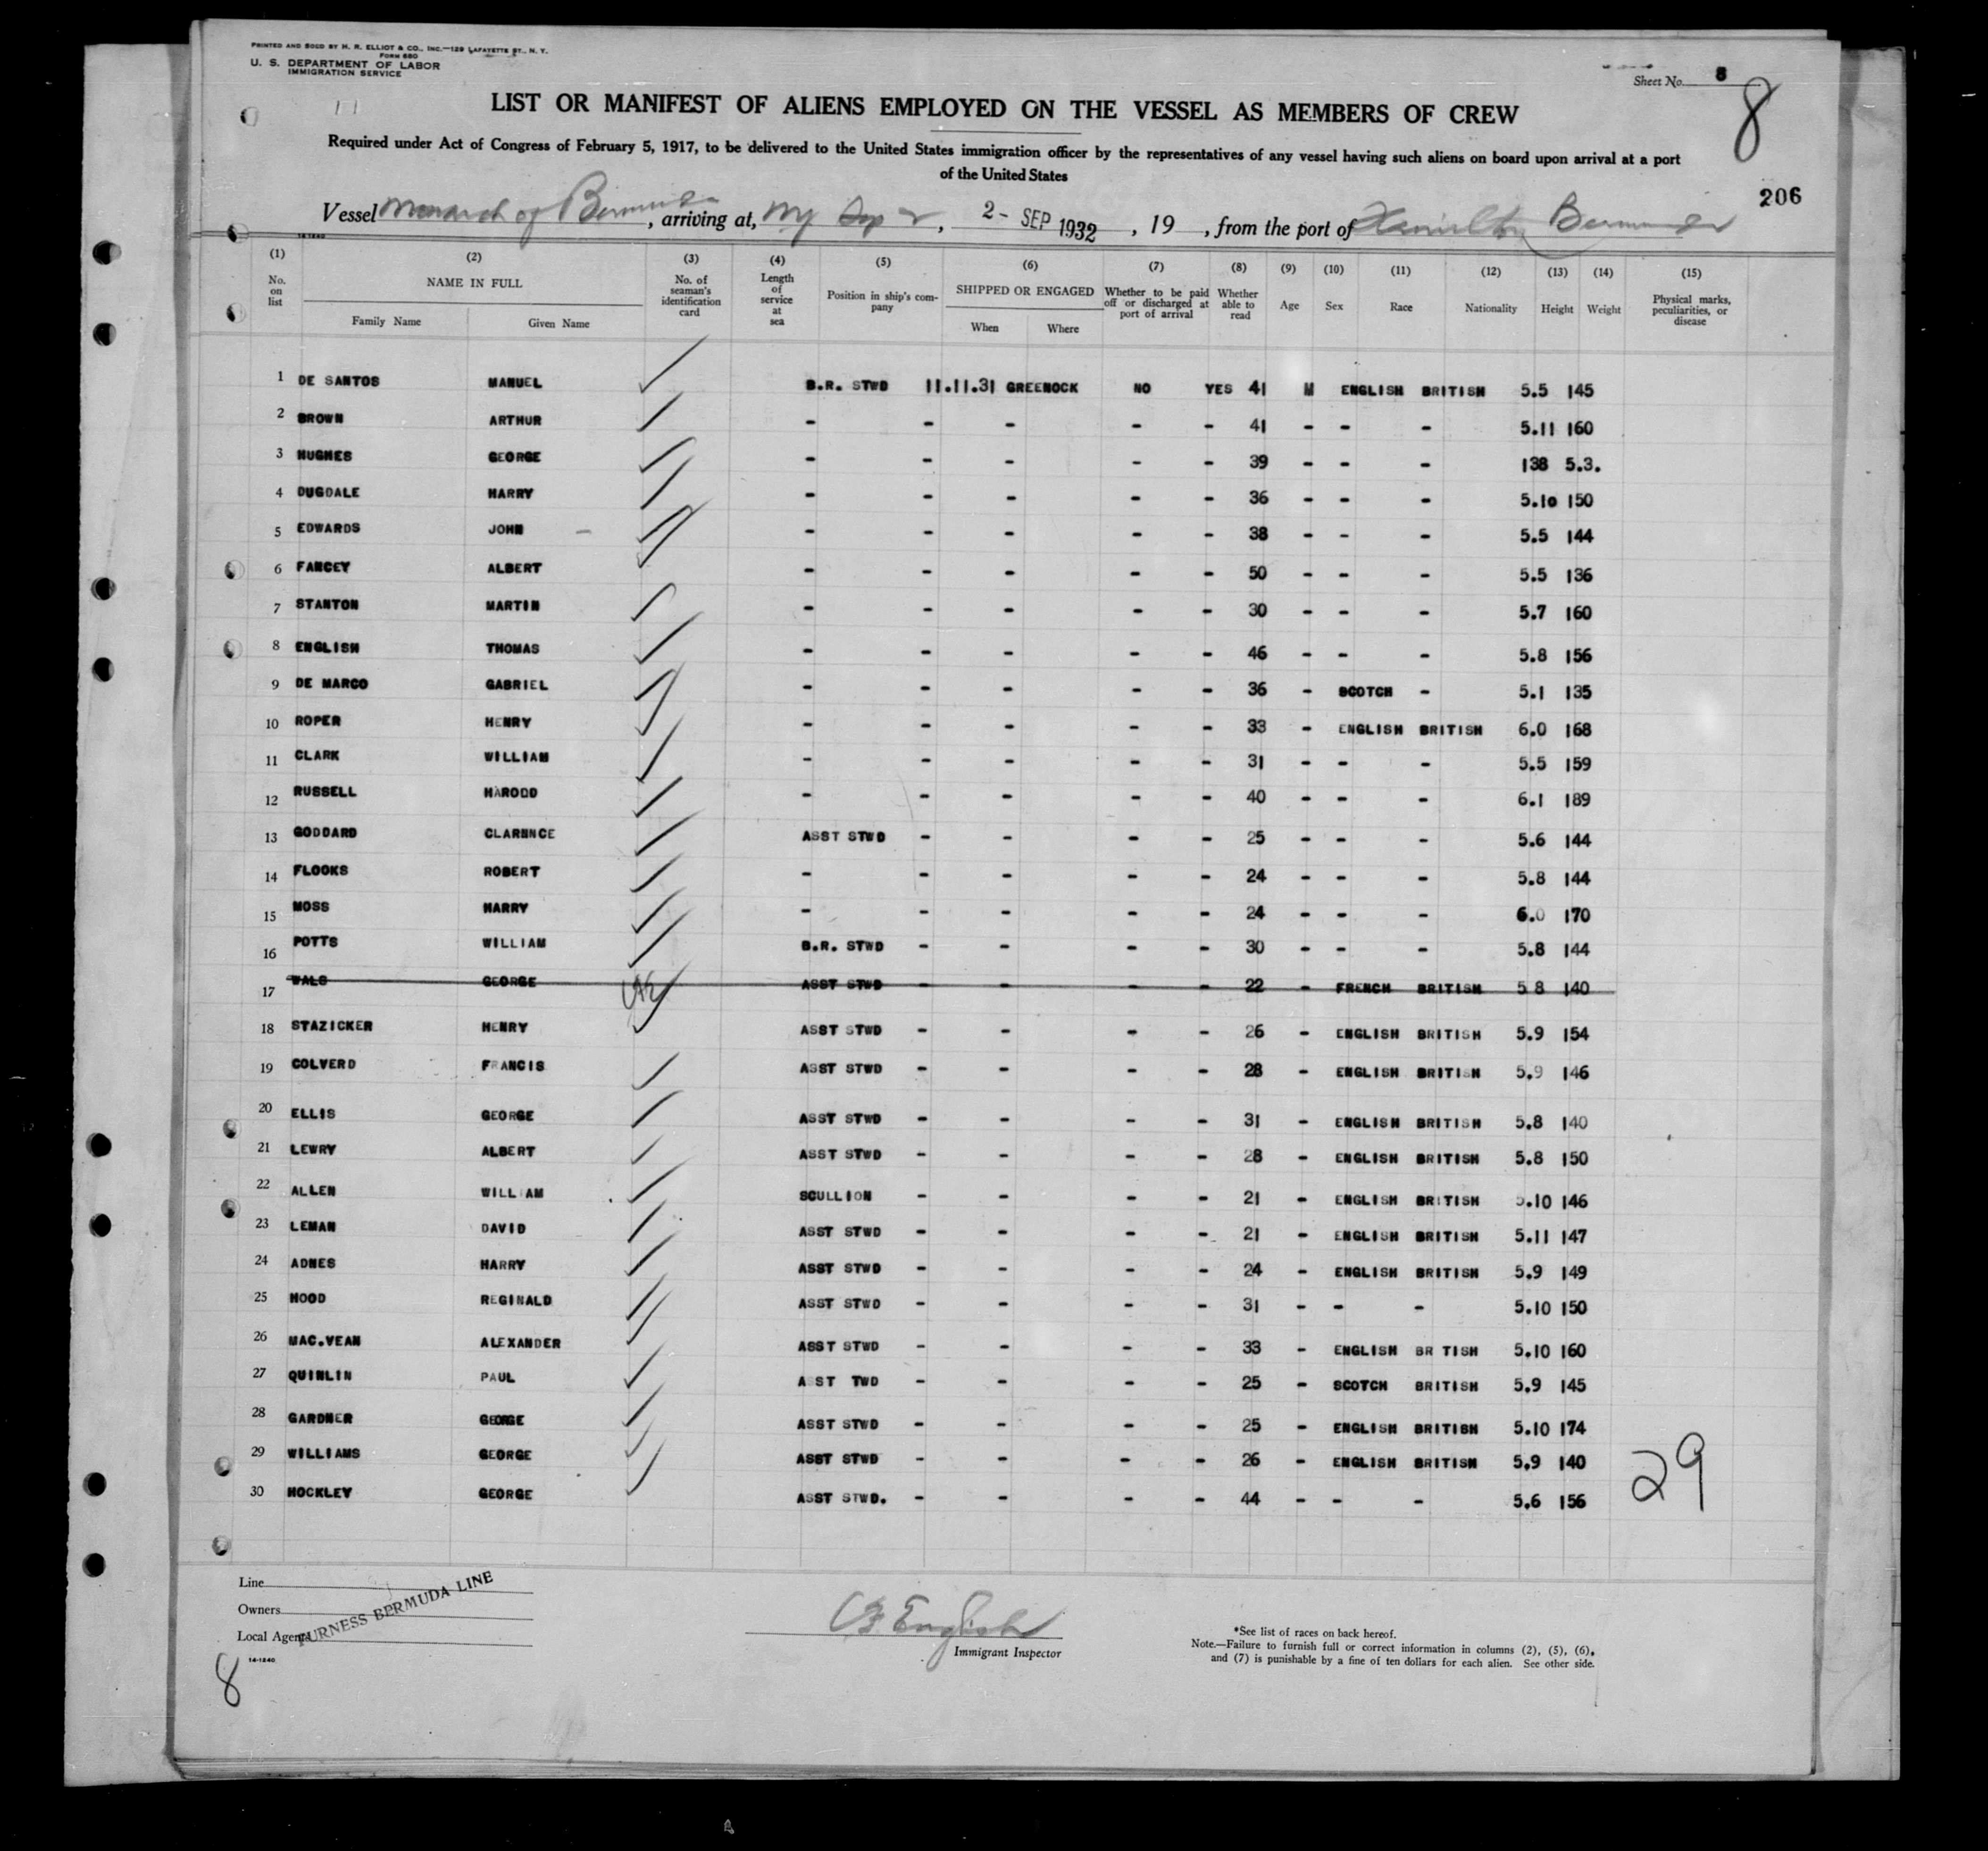 PRINTED AND SOLD BY H. R. ELLIOT & CO., INC.—129 LAFAYETTE ST., N. Y.
FORM 680
U. S. DEPARTMENT OF LABOR
IMMIGRATION SERVICE
11
Sheet No. 8
8
LIST OR MANIFEST OF ALIENS EMPLOYED ON THE VESSEL AS MEMBERS OF CREW
Required under Act of Congress of February 5, 1917, to be delivered to the United States immigration officer by the representatives of any vessel having such aliens on board upon arrival at a port
of the United States
206
Vessel Monarch of Bermuda, arriving at, NY Sep 2, 2- SEP 1932, 19 , from the port of Hamilton Bermuda
14-1240
(1) (2) (3) (4) (5) (6) (7) (8) (9) (10) (11) (12) (13) (14) (15)
No. on list NAME IN FULL No. of seaman's identification card Length of service at sea Position in ship's company SHIPPED OR ENGAGED Whether to be paid off or discharged at port of arrival Whether able to read Age Sex Race Nationality Height Weight Physical marks, peculiarities, or disease
Family Name Given Name When Where
1 DE SANTOS MANUEL B.R. STWD 11.11.31 GREENOCK NO YES 41 M ENGLISH BRITISH 5.5 145
2 BROWN ARTHUR - - - - - 41 - - - 5.11 160
3 HUGHES GEORGE - - - - - 39 - - - 138 5.3.
4 DUGDALE HARRY - - - - - 36 - - - 5.10 150
5 EDWARDS JOHN - - - - - - 38 - - - 5.5 144
6 FANCEY ALBERT - - - - - 50 - - - 5.5 136
7 STANTON MARTIN - - - - - 30 - - - 5.7 160
8 ENGLISH THOMAS - - - - - 46 - - - 5.8 156
9 DE MARCO GABRIEL - - - - - 36 - SCOTCH - 5.1 135
10 ROPER HENRY - - - - - 33 - ENGLISH BRITISH 6.0 168
11 CLARK WILLIAM - - - - - 31 - - - 5.5 159
12 RUSSELL HARODD - - - - - 40 - - - 6.1 189
13 GODDARD CLARENCE ASST STWD - - - - 25 - - - 5.6 144
14 FLOOKS ROBERT - - - - - 24 - - - 5.8 144
15 MOSS HARRY - - - - - 24 - - - 6.0 170
16 POTTS WILLIAM B.R. STWD - - - - 30 - - - 5.8 144
17 GEORGE ASST STWD - - - - 22 - FRENCH BRITISH 5 8 140
18 STAZICKER HENRY ASST STWD - - - - 26 - ENGLISH BRITISH 5.9 154
19 COLVERD FRANCIS ASST STWD - - - - 28 - ENGLISH BRITISH 5.9 146
20 ELLIS GEORGE ASST STWD - - - - 31 - ENGLISH BRITISH 5.8 140
21 LEWRY ALBERT ASST STWD - - - - 28 - ENGLISH BRITISH 5.8 150
22 ALLEN WILLIAM SCULLION - - - - 21 - ENGLISH BRITISH 5.10 146
23 LEMAN DAVID ASST STWD - - - - 21 - ENGLISH BRITISH 5.11 147
24 ADNES HARRY ASST STWD - - - - 24 - ENGLISH BRITISH 5.9 149
25 HOOD REGINALD ASST STWD - - - - 31 - - - 5.10 150
26 MAC.VEAN ALEXANDER ASST STWD - - - - 33 - ENGLISH BR TISH 5.10 160
27 QUINLIN PAUL ASST TWD - - - - 25 - SCOTCH BRITISH 5.9 145
28 GARDNER GEORGE ASST STWD - - - - 25 - ENGLISH BRITISH 5.10 174
29 WILLIAMS GEORGE ASST STWD - - - - 26 - ENGLISH BRITISH 5.9 140
30 HOCKLEY GEORGE ASST STWD. - - - - 44 - - - 5.6 156
29
Line
Owners
Local Agents
FURNESS BERMUDA LINE
English
Immigrant Inspector
*See list of races on back hereof.
Note.—Failure to furnish full or correct information in columns (2), (5), (6),
and (7) is punishable by a fine of ten dollars for each alien. See other side.
14-1240
8